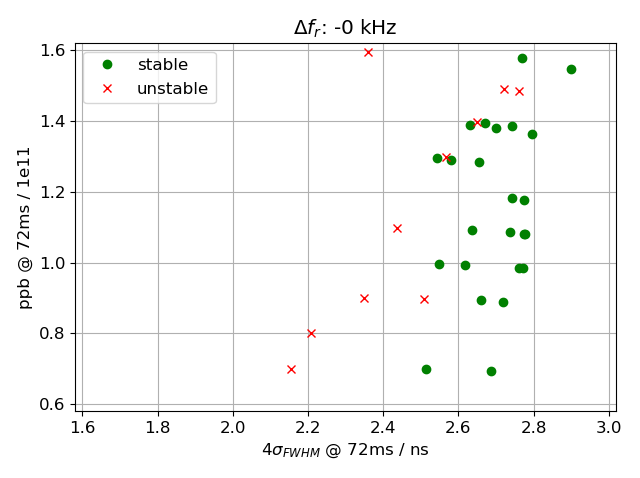 Δf_r: -0 kHz
stable
unstable
ppb @ 72ms / 1e11
1.6
1.4
1.2
1.0
0.8
0.6
1.6 1.8 2.0 2.2 2.4 2.6 2.8 3.0
4σ_FWHM @ 72ms / ns